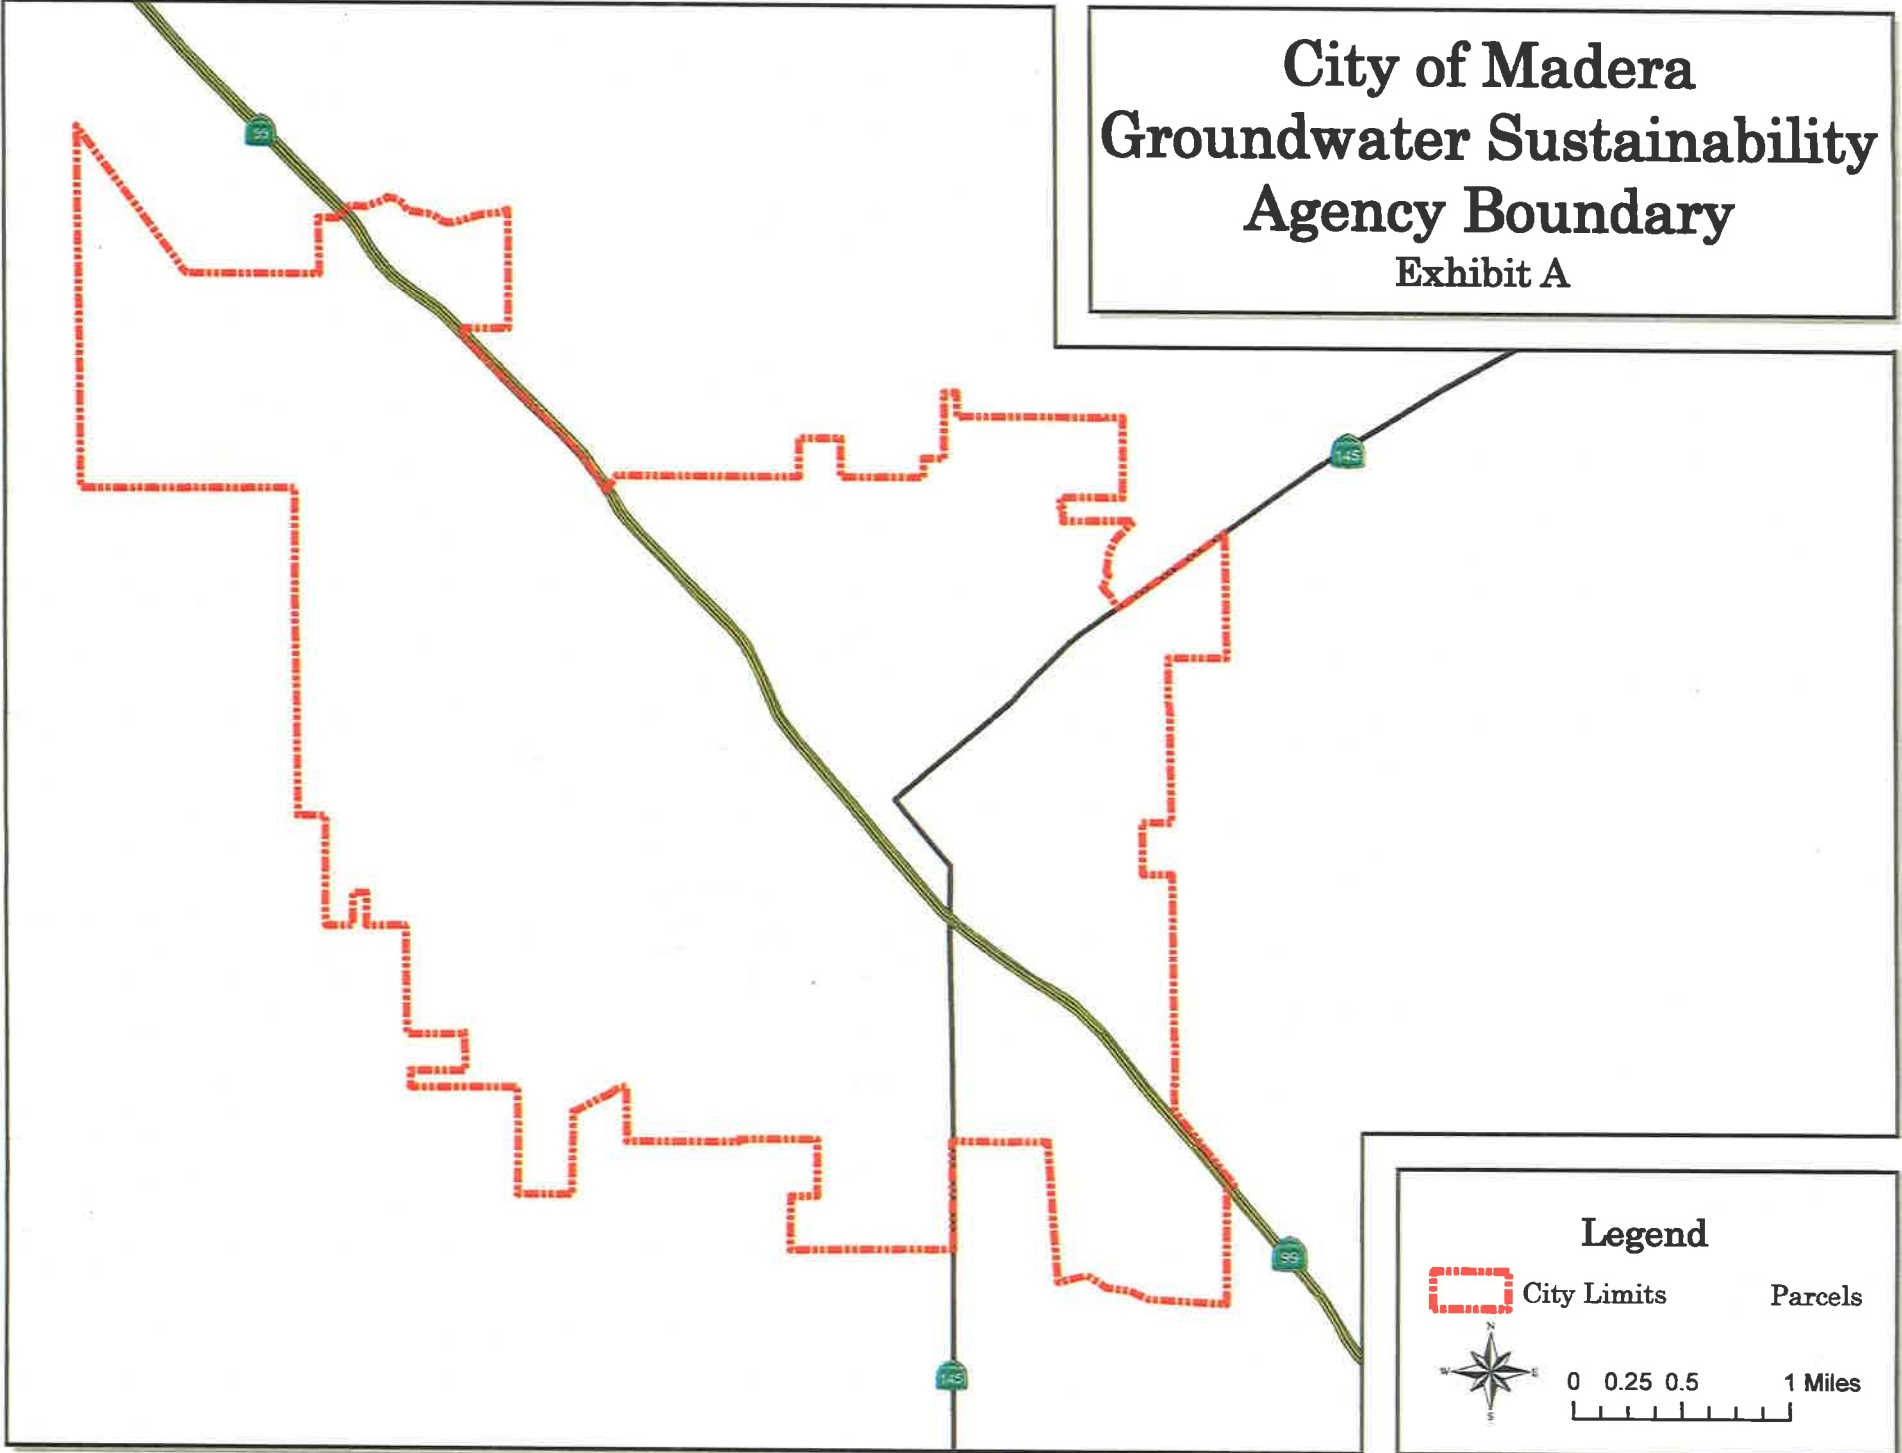 City of Madera
Groundwater Sustainability
Agency Boundary
Exhibit A
99
145
99
145
Legend
City Limits
Parcels
N
W E
S
0 0.25 0.5 1 Miles